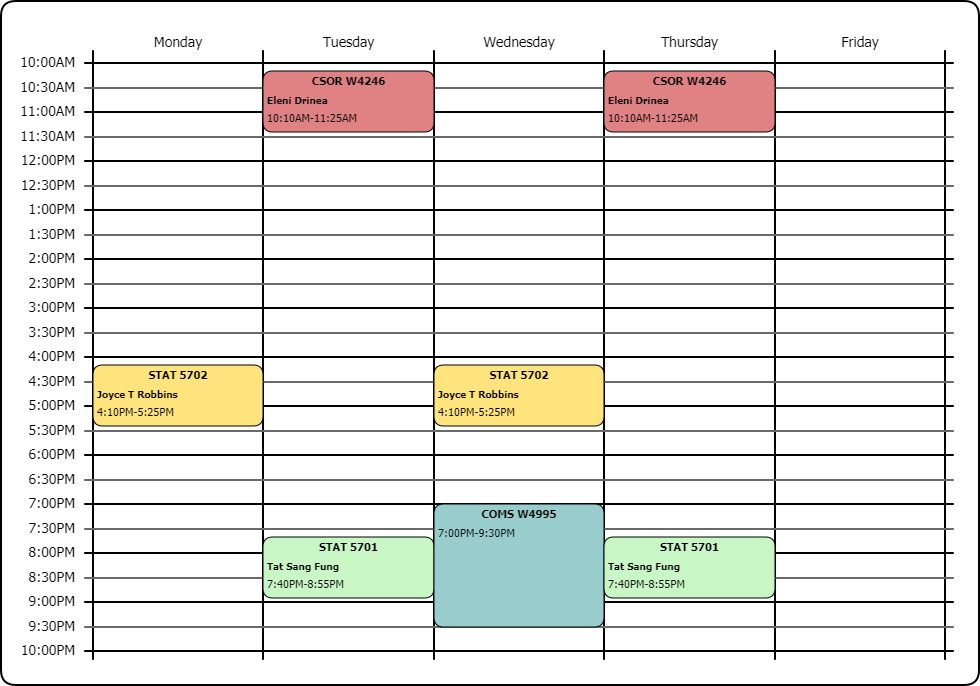 Monday Tuesday Wednesday Thursday Friday
10:00AM
CSOR W4246 CSOR W4246
10:30AM
Eleni Drinea Eleni Drinea
11:00AM
10:10AM-11:25AM 10:10AM-11:25AM
11:30AM
12:00PM
12:30PM
1:00PM
1:30PM
2:00PM
2:30PM
3:00PM
3:30PM
4:00PM
STAT 5702 STAT 5702
4:30PM
Joyce T Robbins Joyce T Robbins
5:00PM
4:10PM-5:25PM 4:10PM-5:25PM
5:30PM
6:00PM
6:30PM
7:00PM
COMS W4995
7:30PM
7:00PM-9:30PM
STAT 5701 STAT 5701
8:00PM
Tat Sang Fung Tat Sang Fung
8:30PM
7:40PM-8:55PM 7:40PM-8:55PM
9:00PM
9:30PM
10:00PM